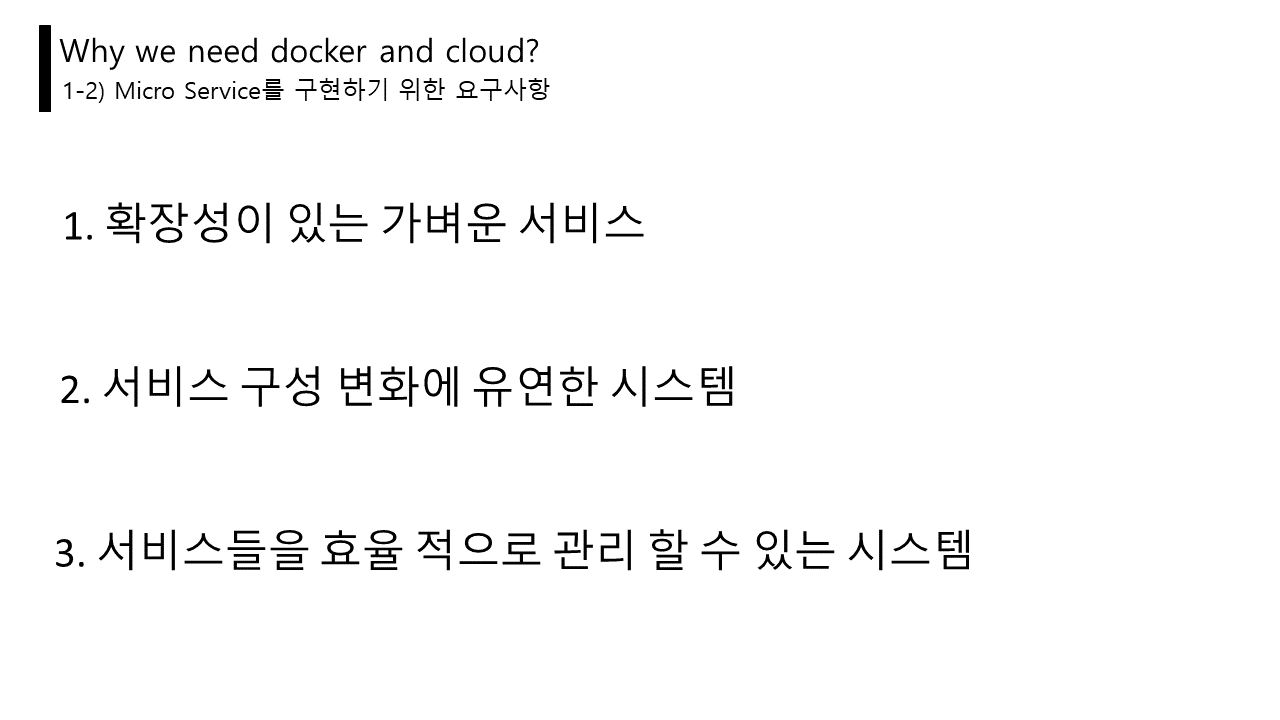 Why we need docker and cloud?
1-2) Micro Service를 구현하기 위한 요구사항
1. 확장성이 있는 가벼운 서비스
2. 서비스 구성 변화에 유연한 시스템
3. 서비스들을 효율 적으로 관리 할 수 있는 시스템